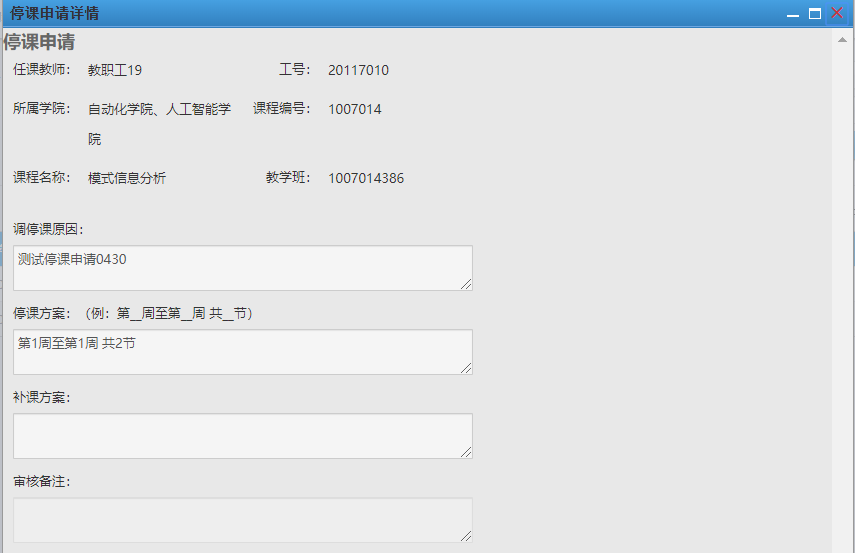 停课申请详情
停课申请
任课教师: 教职工19 工号: 20117010
所属学院: 自动化学院、人工智能学 课程编号: 1007014
院
课程名称: 模式信息分析 教学班: 1007014386
调停课原因:
测试停课申请0430
停课方案: （例: 第__周至第__周 共__节）
第1周至第1周 共2节
补课方案:
审核备注: